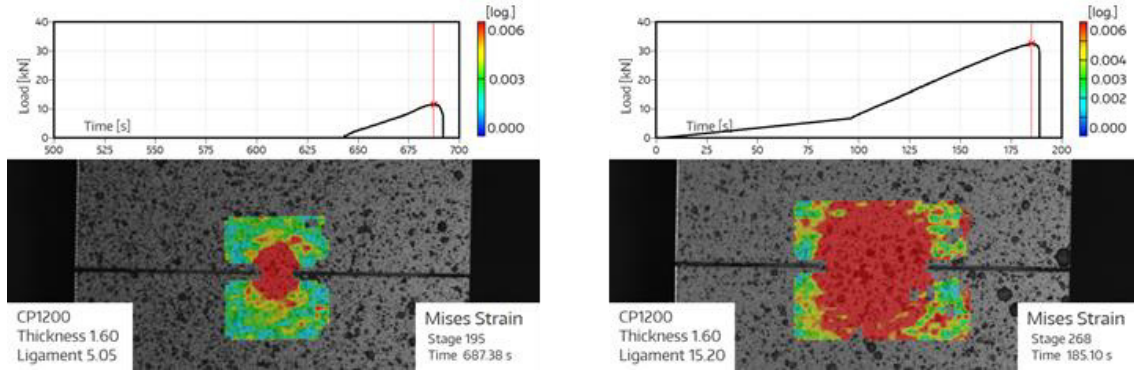 [log.]
40
30
20
10
0
Load [kN]
Time [s]
500 525 550 575 600 625 650 675 700
0.006
0.003
0.000
CP1200
Thickness 1.60
Ligament 5.05
Mises Strain
Stage 195
Time 687.38 s
[log.]
40
30
20
10
0
Load [kN]
Time [s]
0 25 50 75 100 125 150 175 200
0.006
0.004
0.002
0.000
CP1200
Thickness 1.60
Ligament 15.20
Mises Strain
Stage 268
Time 185.10 s